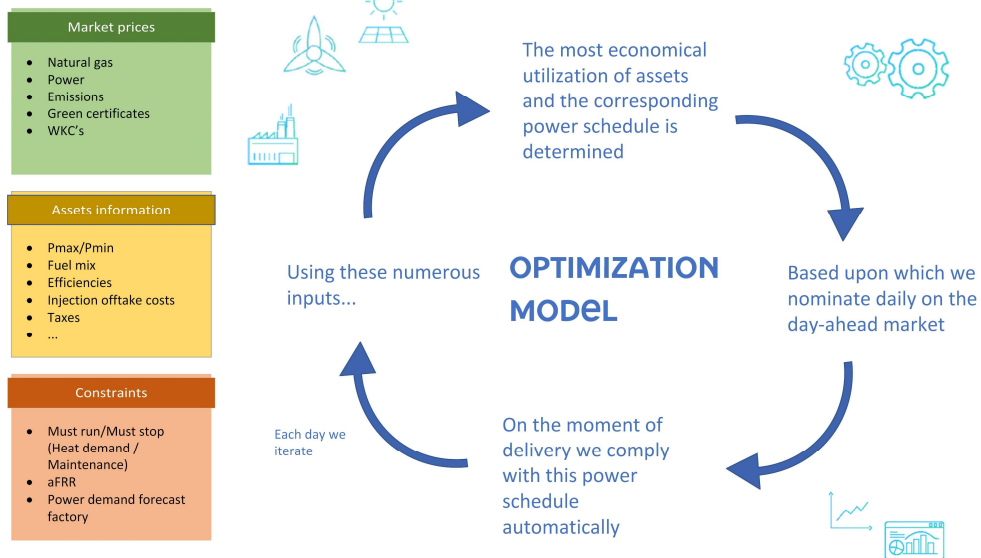 Market prices
Natural gas
Power
Emissions
Green certificates
WKC's
Assets information
Pmax/Pmin
Fuel mix
Efficiencies
Injection offtake costs
Taxes
...
Constraints
Must run/Must stop
(Heat demand /
Maintenance)
aFRR
Power demand forecast
factory
Using these numerous
inputs...
The most economical
utilization of assets
and the corresponding
power schedule is
determined
OPTIMIZATION
MODeL
Based upon which we
nominate daily on the
day-ahead market
On the moment of
delivery we comply
with this power
schedule
automatically
Each day we
iterate